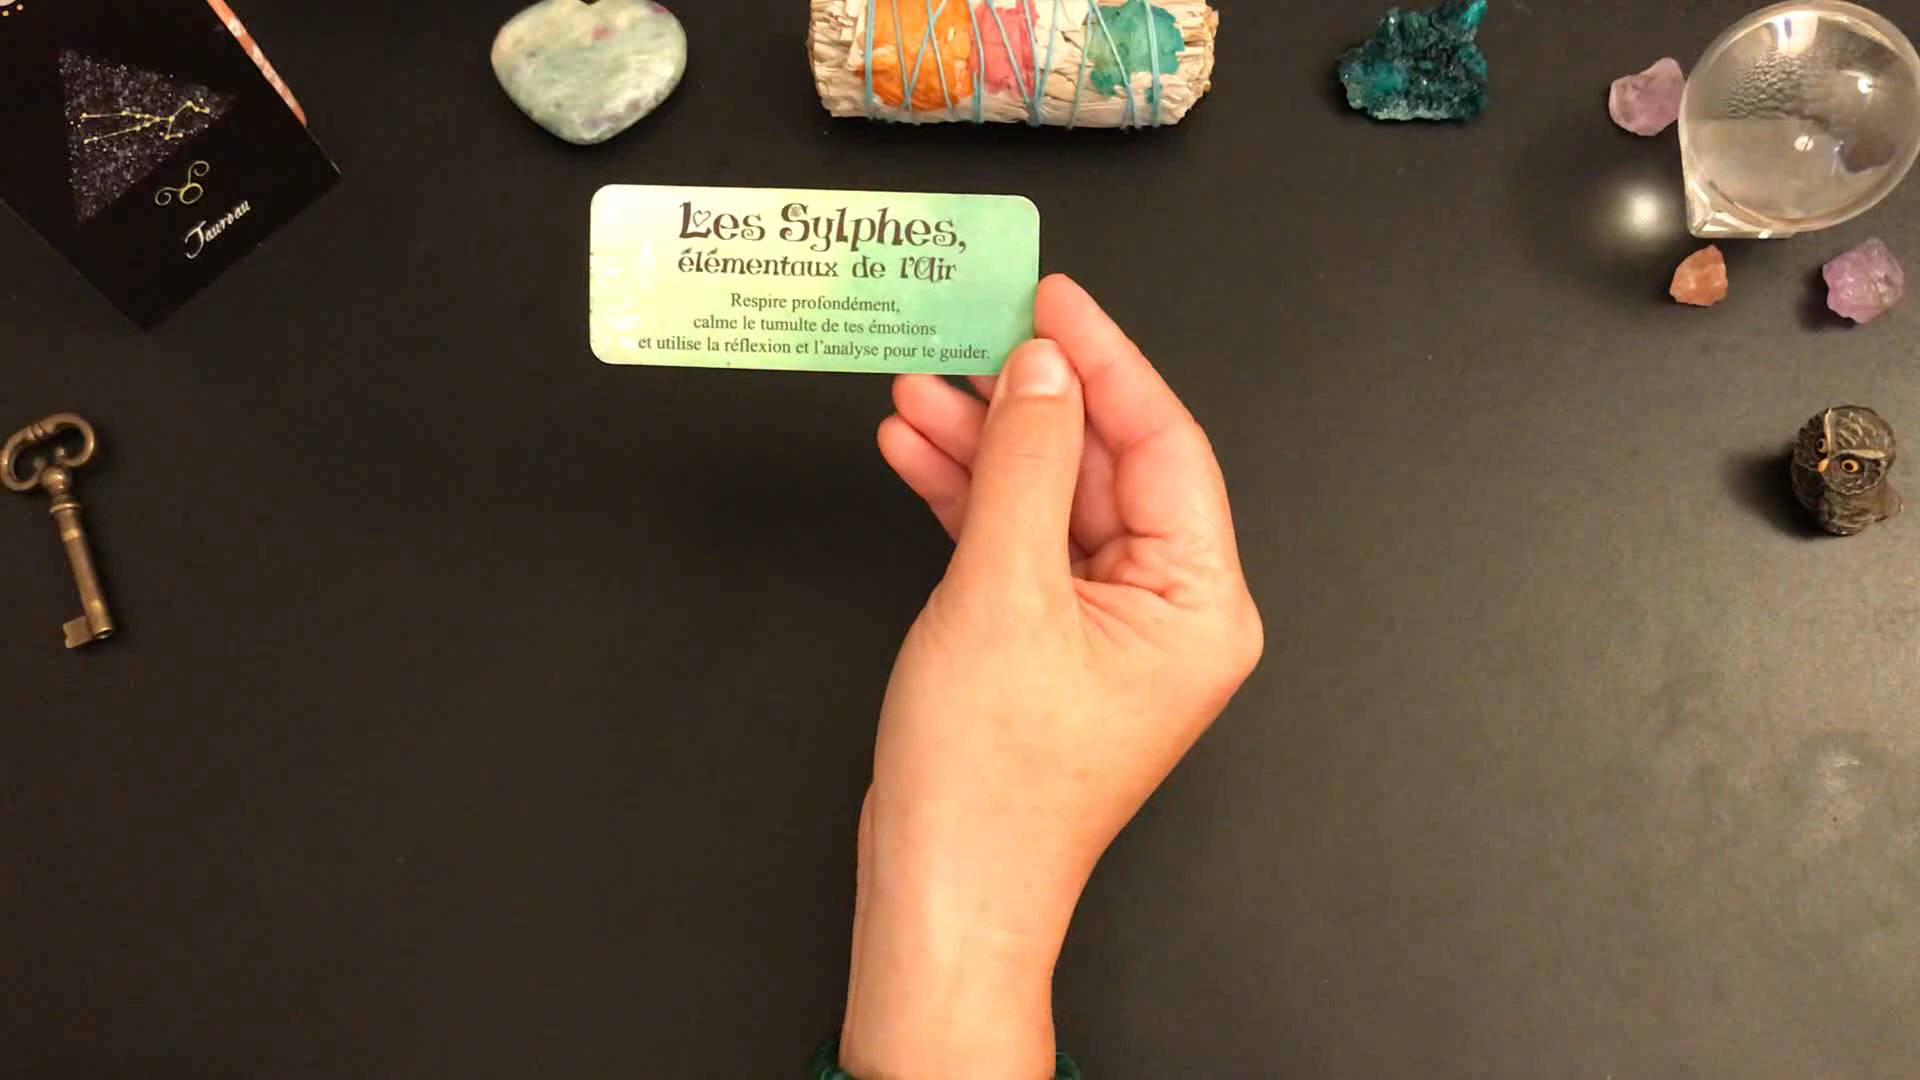 Taureau
Les Sylphes,
élémentaux de l'Air
Respire profondément,
calme le tumulte de tes émotions
et utilise la réflexion et l'analyse pour te guider.